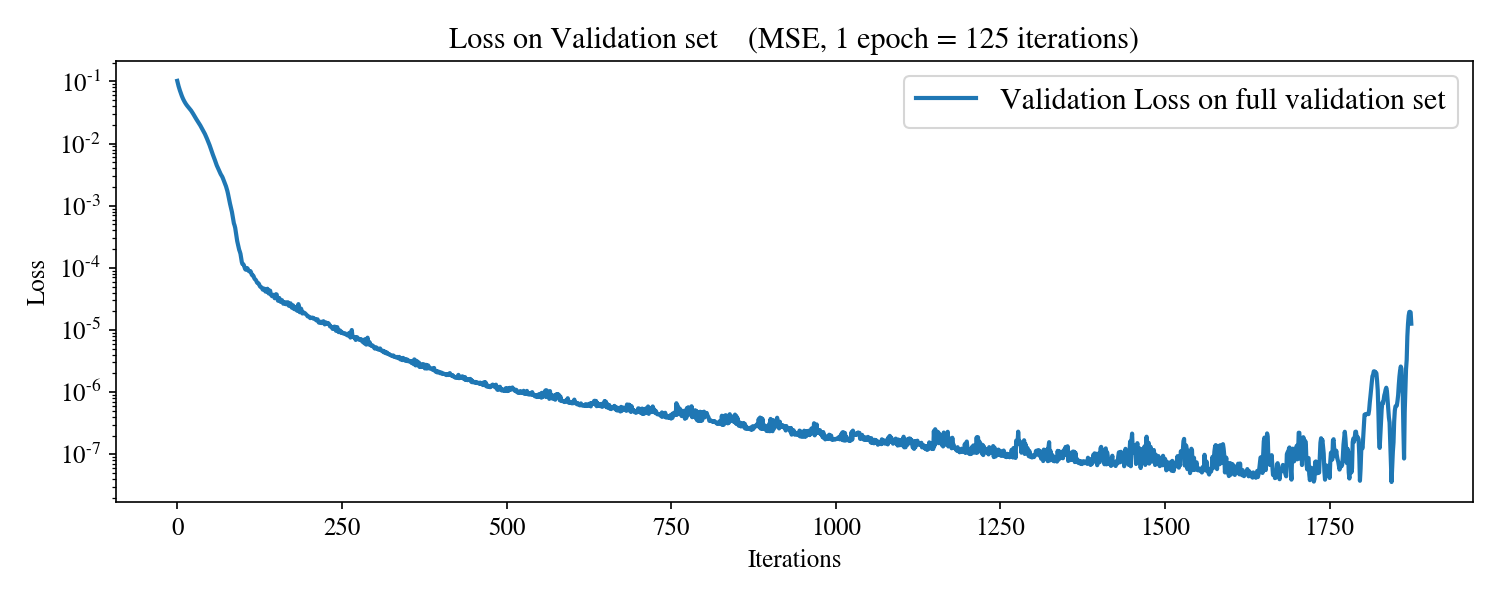 Loss on Validation set (MSE, 1 epoch = 125 iterations)
Validation Loss on full validation set
Loss
10⁻¹
10⁻²
10⁻³
10⁻⁴
10⁻⁵
10⁻⁶
10⁻⁷
0 250 500 750 1000 1250 1500 1750
Iterations